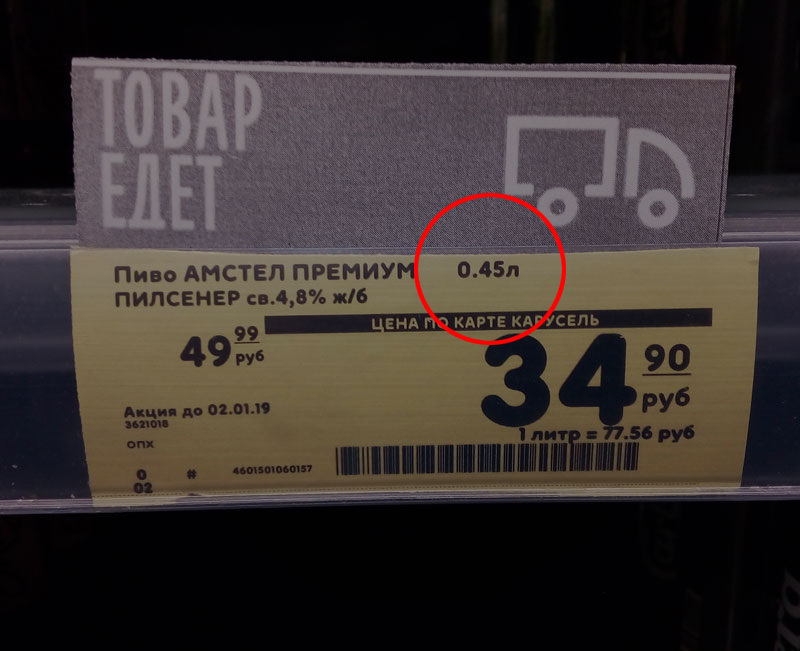 ТОВАР
ЕДЕТ
Пиво АМСТЕЛ ПРЕМИУМ 0.45л
ПИЛСЕНЕР св.4,8% ж/б
ЦЕНА ПО КАРТЕ КАРУСЕЛЬ
49 99 руб
34 90 руб
Акция до 02.01.19
3621018
1 литр = 77.56 руб
ОПХ
0 # 4601501060157
02